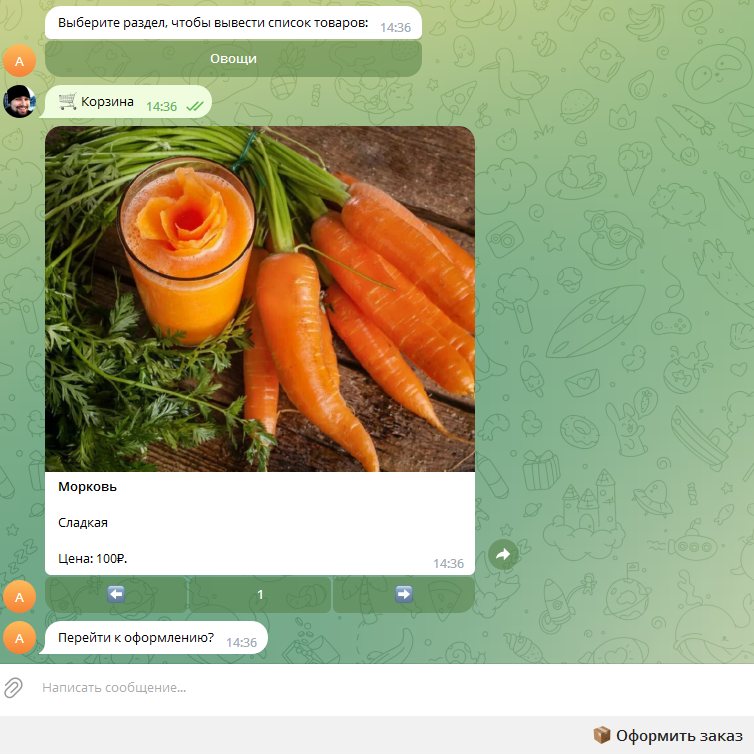 Выберите раздел, чтобы вывести список товаров: 14:36
А
Овощи
🛒 Корзина 14:36
Морковь
Сладкая
Цена: 100₽. 14:36
А
⬅️ 1 ➡️
А
Перейти к оформлению? 14:36
Написать сообщение...
📦 Оформить заказ